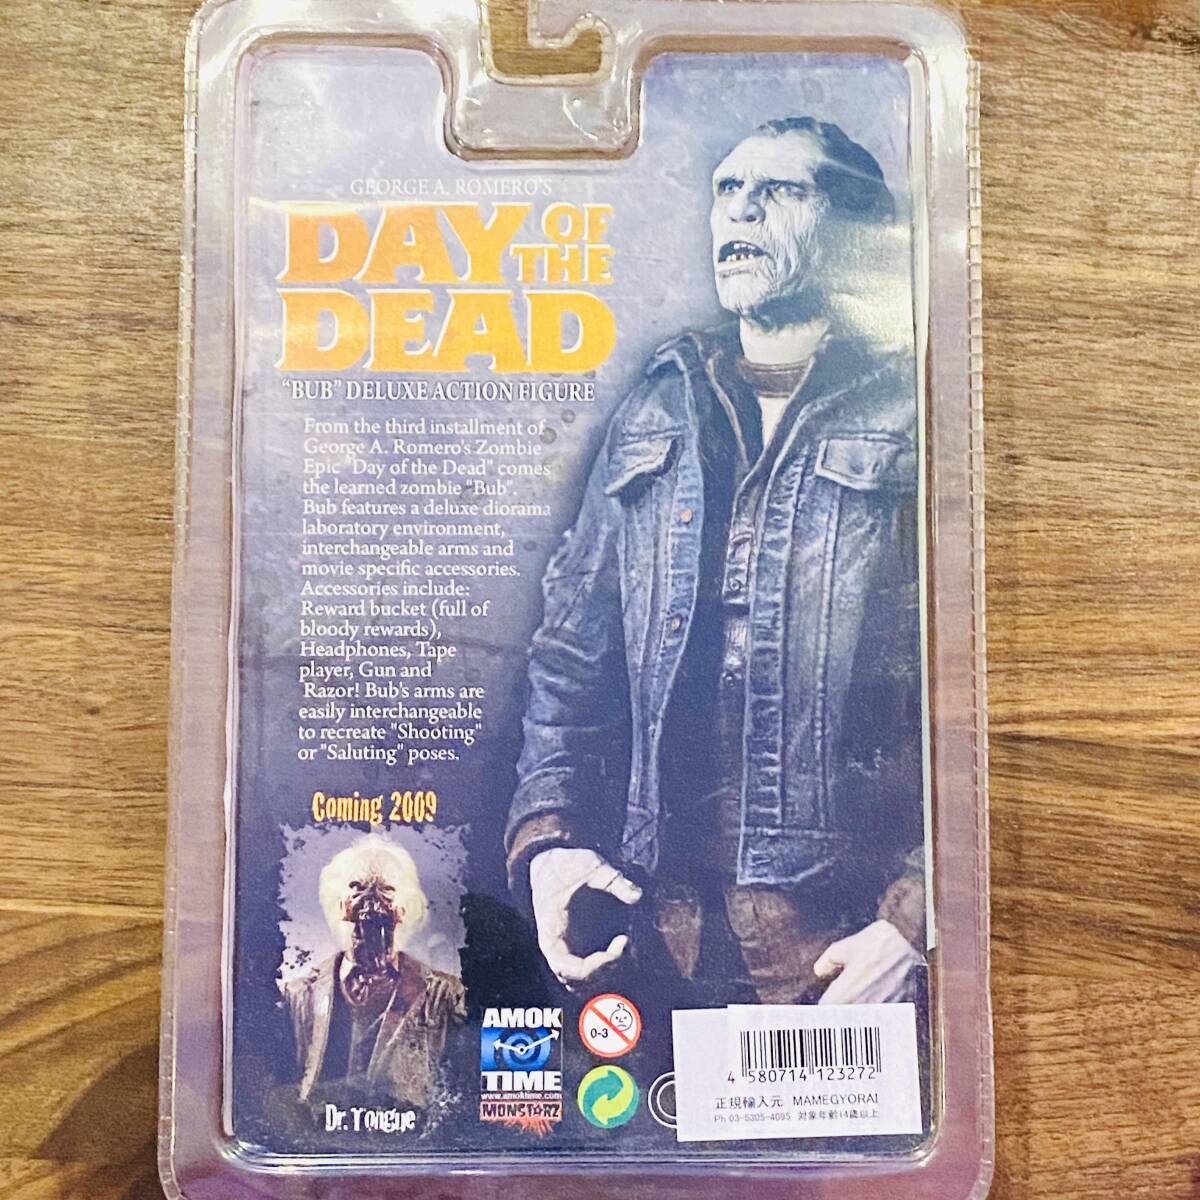 GEORGE A. ROMERO'S
DAY OF THE
DEAD
"BUB" DELUXE ACTION FIGURE
From the third installment of
George A. Romero's Zombie
Epic "Day of the Dead" comes
the learned zombie "Bub".
Bub features a deluxe diorama
laboratory environment,
interchangeable arms and
movie specific accessories.
Accessories include:
Reward bucket (full of
bloody rewards),
Headphones, Tape
player, Gun and
Razor! Bub's arms are
easily interchangeable
to recreate "Shooting"
or "Saluting" poses.
Coming 2009
Dr. Tongue
AMOK
TIME
www.amoktime.com
MONSTARZ
0-3
4 580714 123272
正規輸入元 MAMEGYORAI
Ph 03-5305-4095 対象年齢14歳以上